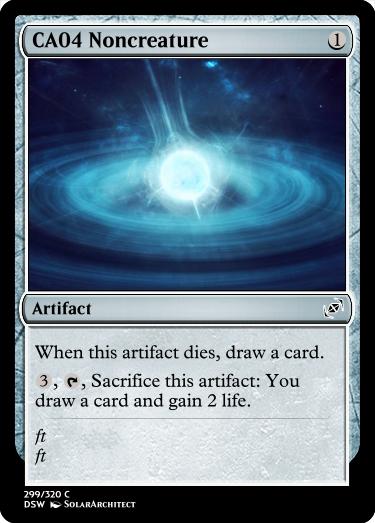 CA04 Noncreature 1
Artifact
When this artifact dies, draw a card.
3, , Sacrifice this artifact: You
draw a card and gain 2 life.
ft
ft
299/320 C
DSW SolarArchitect